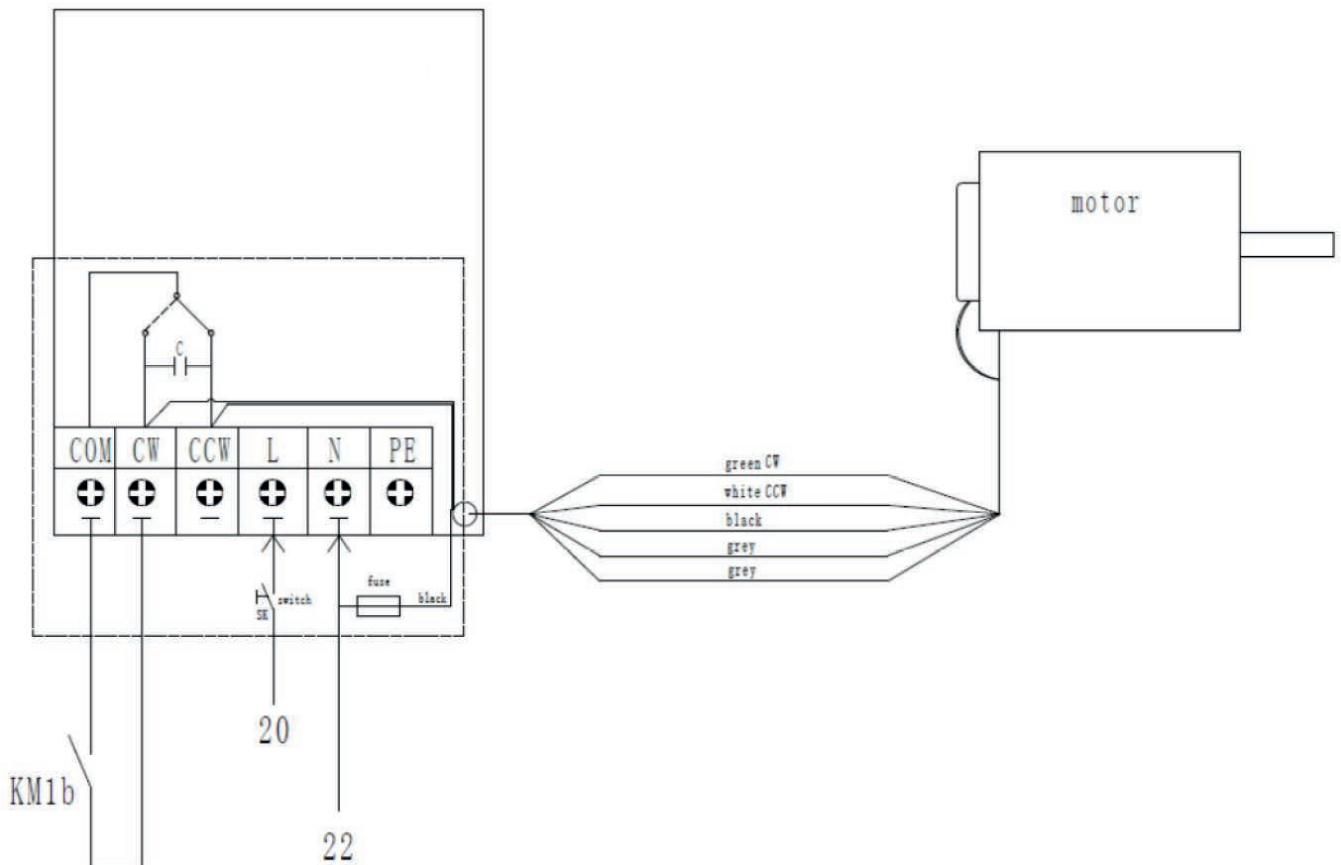 motor
C
COM CW CCW L N PE
green CW
white CCW
black
grey
grey
fuse
switch
black
SK
20
KM1b
22